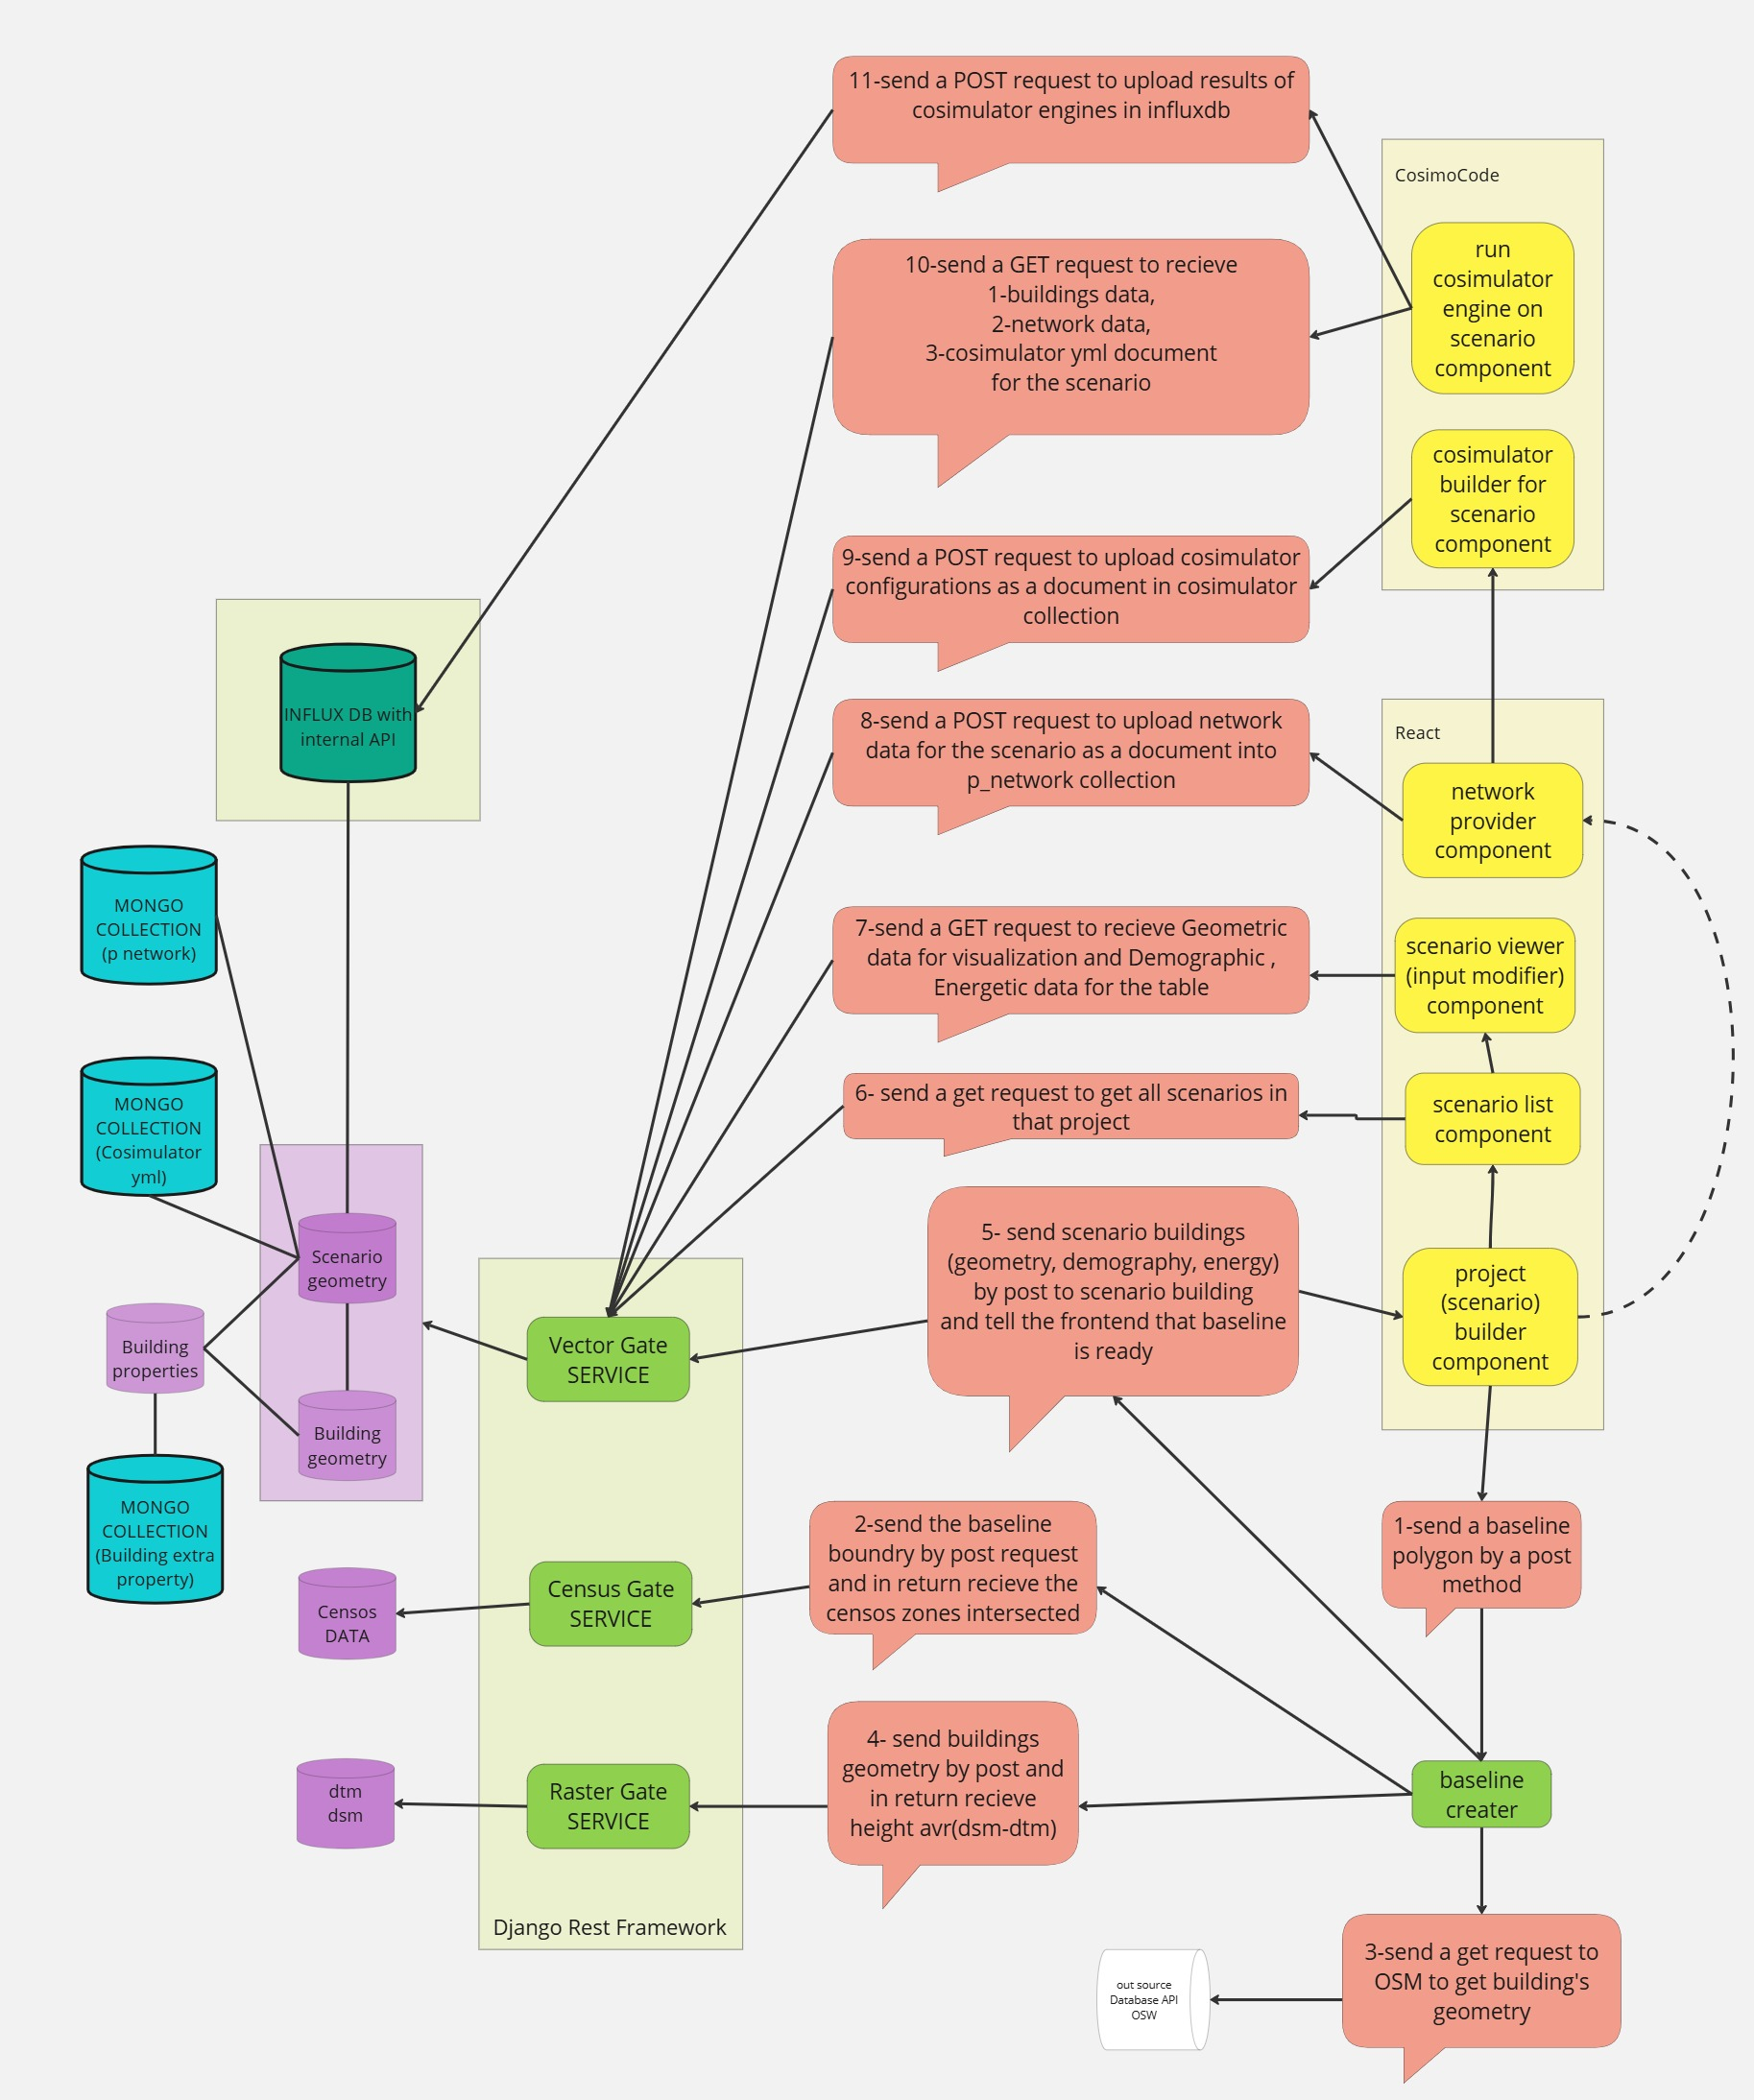 11-send a POST request to upload results of
cosimulator engines in influxdb
CosimoCode
run
cosimulator
engine on
scenario
component
10-send a GET request to recieve
1-buildings data,
2-network data,
3-cosimulator yml document
for the scenario
cosimulator
builder for
scenario
component
9-send a POST request to upload cosimulator
configurations as a document in cosimulator
collection
INFLUX DB with
internal API
8-send a POST request to upload network
data for the scenario as a document into
p_network collection
React
network
provider
component
MONGO
COLLECTION
(p network)
7-send a GET request to recieve Geometric
data for visualization and Demographic ,
Energetic data for the table
scenario viewer
(input modifier)
component
MONGO
COLLECTION
(Cosimulator
yml)
6- send a get request to get all scenarios in
that project
scenario list
component
Scenario
geometry
5- send scenario buildings
(geometry, demography, energy)
by post to scenario building
and tell the frontend that baseline
is ready
project
(scenario)
builder
component
Building
properties
Vector Gate
SERVICE
Building
geometry
MONGO
COLLECTION
(Building extra
property)
2-send the baseline
boundry by post request
and in return recieve the
censos zones intersected
1-send a baseline
polygon by a post
method
Censos
DATA
Census Gate
SERVICE
4- send buildings
geometry by post and
in return recieve
height avr(dsm-dtm)
dtm
dsm
Raster Gate
SERVICE
baseline
creater
Django Rest Framework
3-send a get request to
OSM to get building's
geometry
out source
Database API
OSW